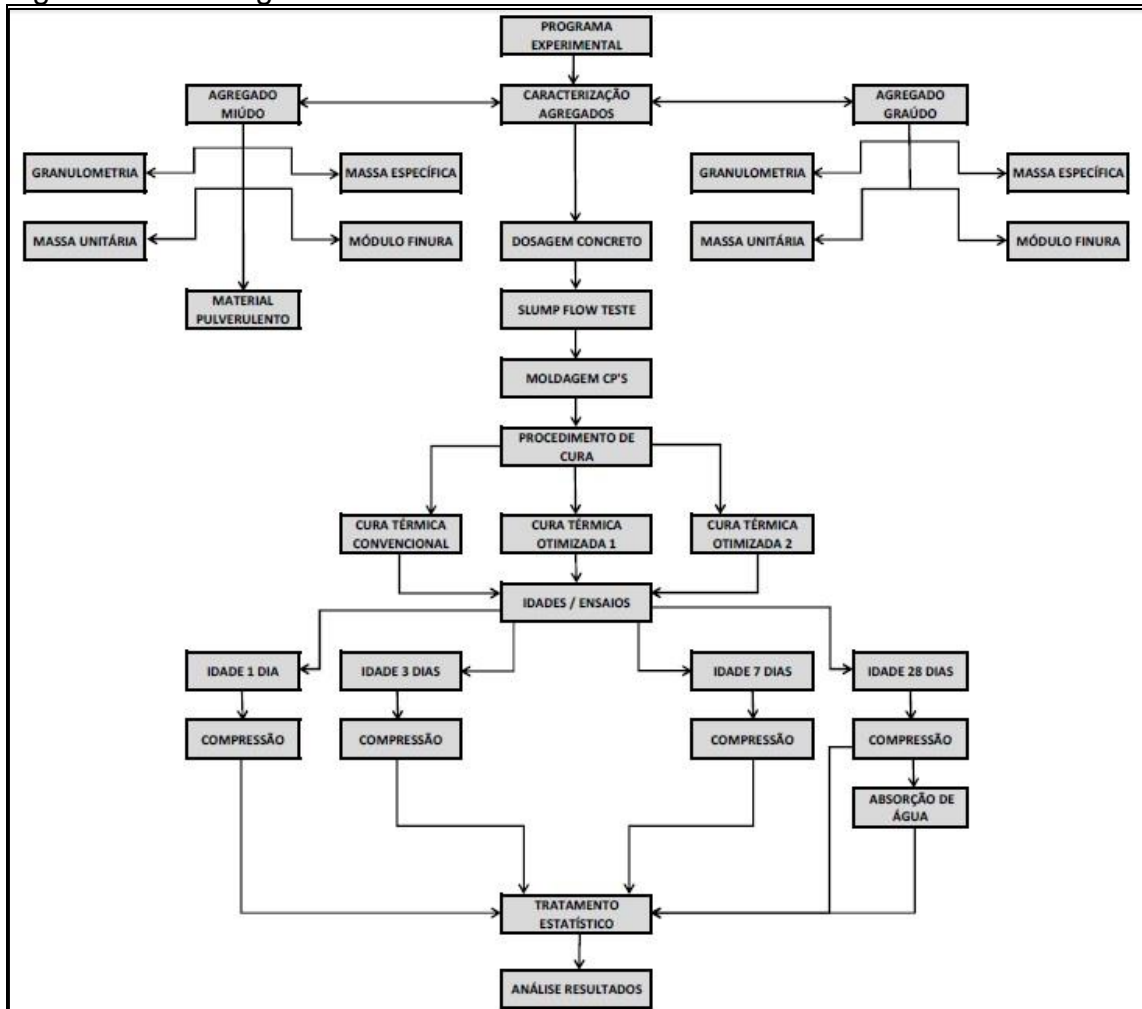 PROGRAMA
EXPERIMENTAL
AGREGADO
MIÚDO
CARACTERIZAÇÃO
AGREGADOS
AGREGADO
GRAÚDO
GRANULOMETRIA
MASSA ESPECÍFICA
GRANULOMETRIA
MASSA ESPECÍFICA
MASSA UNITÁRIA
MÓDULO FINURA
DOSAGEM CONCRETO
MASSA UNITÁRIA
MÓDULO FINURA
MATERIAL
PULVERULENTO
SLUMP FLOW TESTE
MOLDAGEM CP'S
PROCEDIMENTO DE
CURA
CURA TÉRMICA
CONVENCIONAL
CURA TÉRMICA
OTIMIZADA 1
CURA TÉRMICA
OTIMIZADA 2
IDADES / ENSAIOS
IDADE 1 DIA
IDADE 3 DIAS
IDADE 7 DIAS
IDADE 28 DIAS
COMPRESSÃO
COMPRESSÃO
COMPRESSÃO
COMPRESSÃO
ABSORÇÃO DE
ÁGUA
TRATAMENTO
ESTATÍSTICO
ANÁLISE RESULTADOS